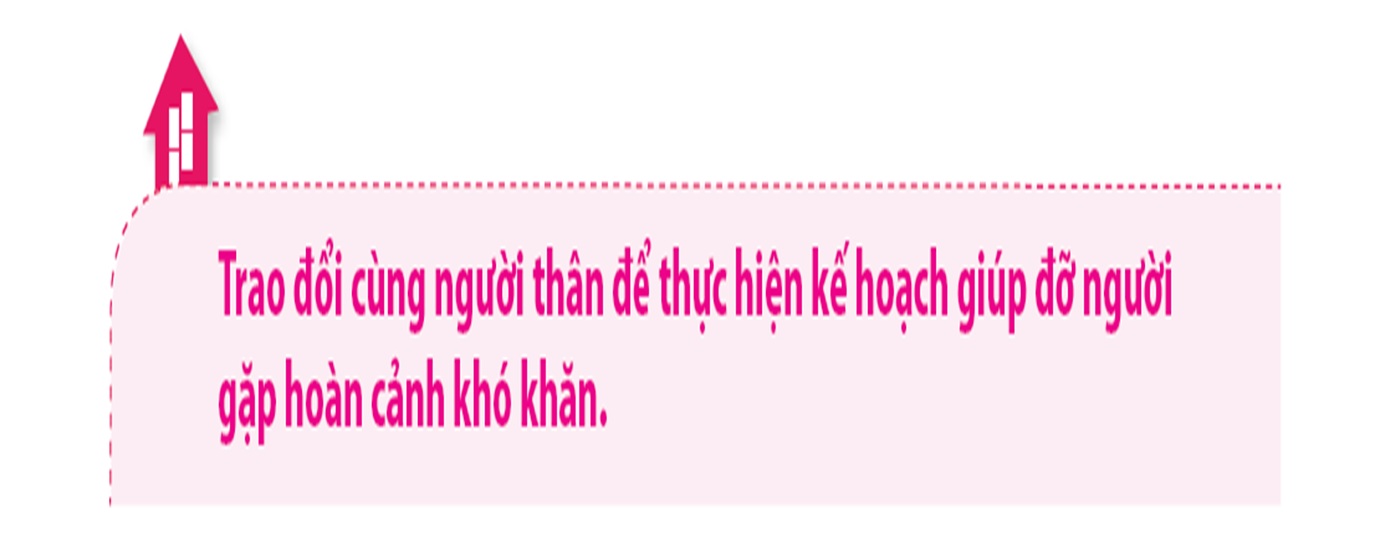 Trao đổi cùng người thân để thực hiện kế hoạch giúp đỡ người
gặp hoàn cảnh khó khăn.